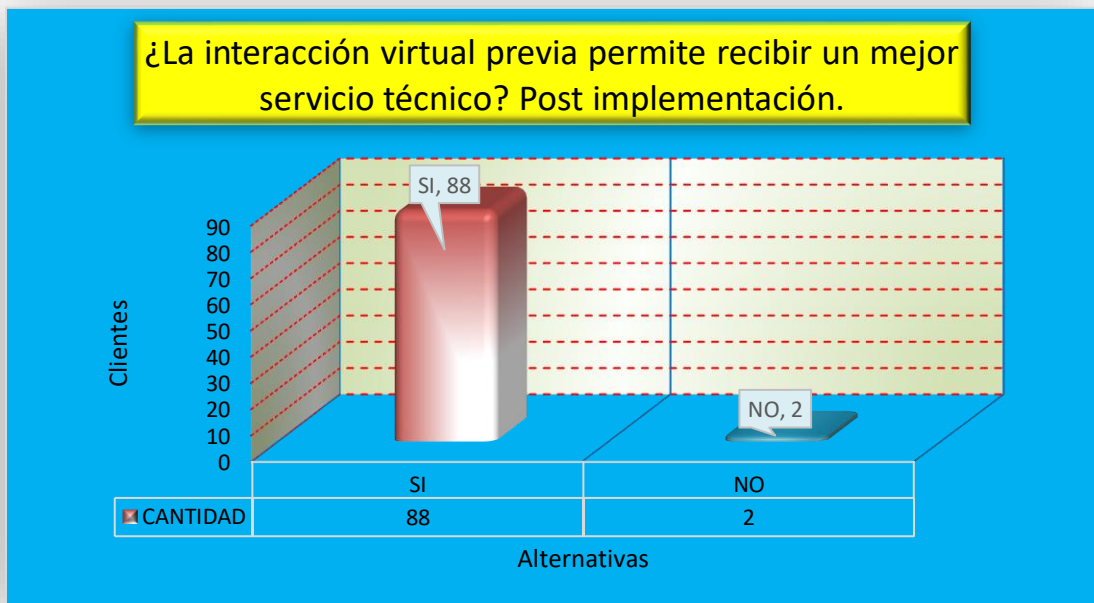 ¿La interacción virtual previa permite recibir un mejor
servicio técnico? Post implementación.
SI, 88
90
80
70
60
50
40
30
20
10
0
Clientes
NO, 2
SI NO
CANTIDAD 88 2
Alternativas